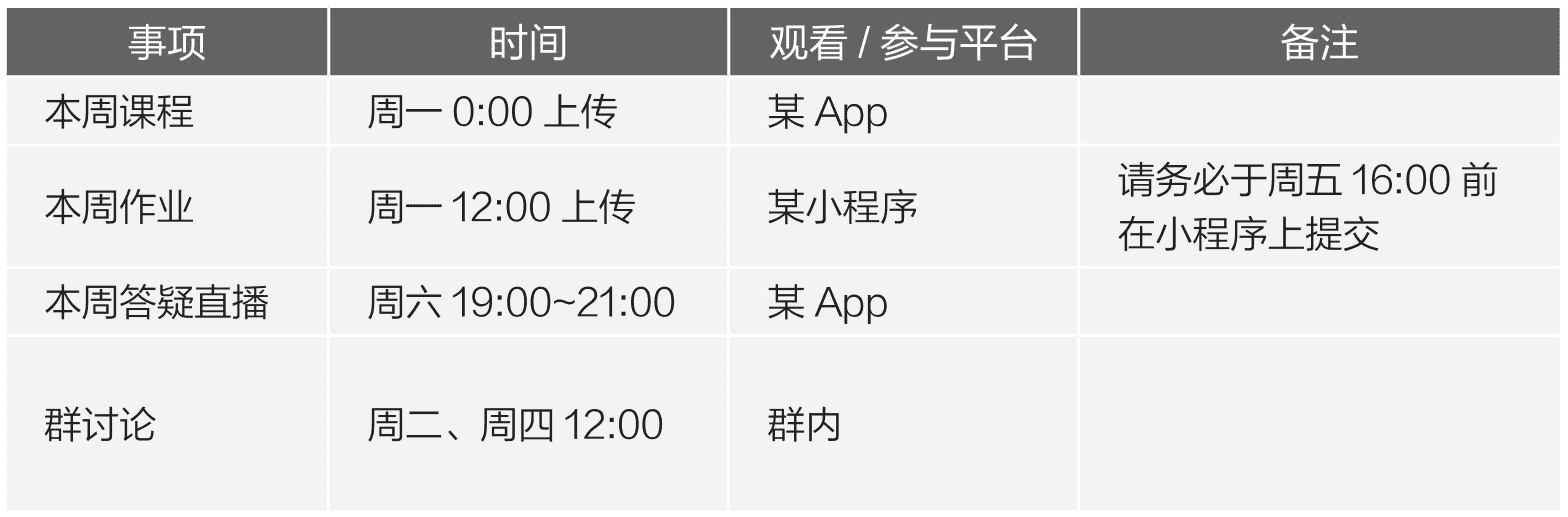 事项 时间 观看 / 参与平台 备注
本周课程 周一 0:00 上传 某 App
本周作业 周一 12:00 上传 某小程序 请务必于周五 16:00 前
在小程序上提交
本周答疑直播 周六 19:00~21:00 某 App
群讨论 周二、周四 12:00 群内